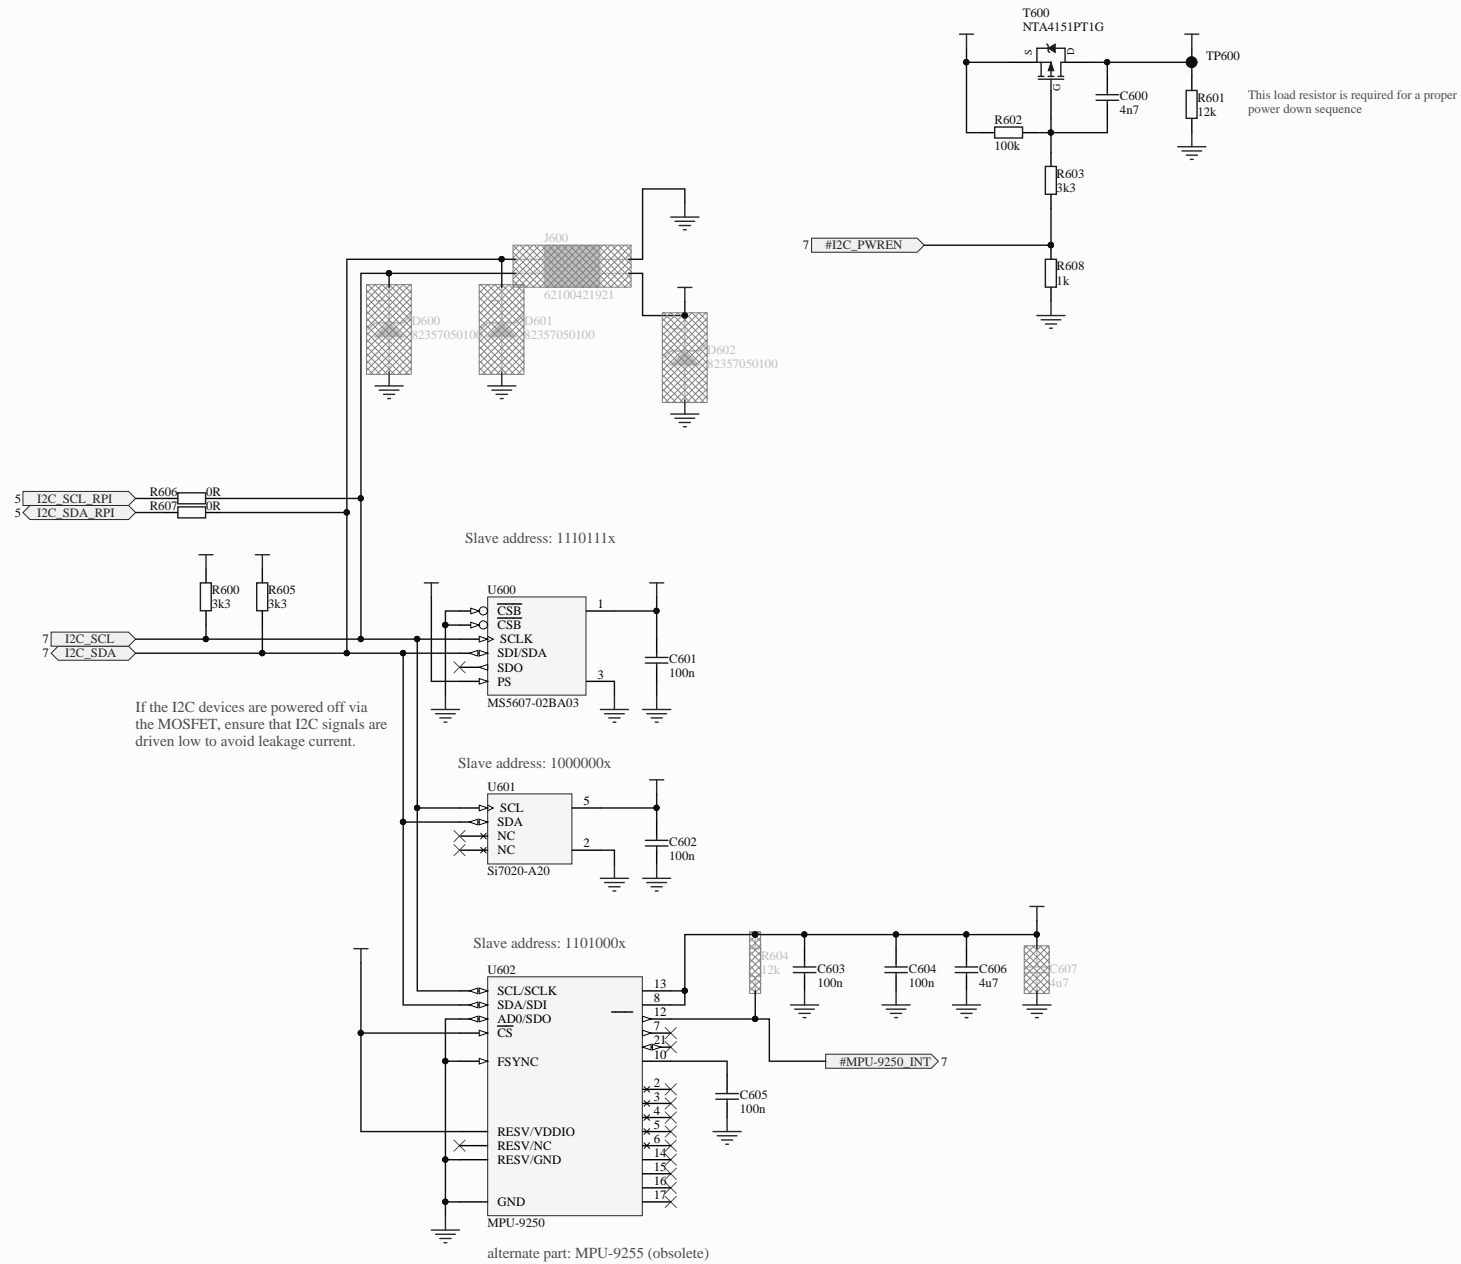 T600
NTA4151PT1G
S
D
G
TP600
C600
4n7
R601
12k
This load resistor is required for a proper
power down sequence
R602
100k
R603
3k3
7 #I2C_PWREN
R608
1k
J600
62100421921
D600
82357050100
D601
82357050100
D602
82357050100
5 I2C_SCL_RPI R606 0R
5 I2C_SDA_RPI R607 0R
Slave address: 1110111x
R600
3k3
R605
3k3
7 I2C_SCL
7 I2C_SDA
U600
CSB 1
CSB
SCLK
SDI/SDA
SDO
PS 3
MS5607-02BA03
C601
100n
If the I2C devices are powered off via
the MOSFET, ensure that I2C signals are
driven low to avoid leakage current.
Slave address: 1000000x
U601
SCL 5
SDA
NC
NC 2
Si7020-A20
C602
100n
Slave address: 1101000x
U602
SCL/SCLK 13
SDA/SDI 8
AD0/SDO 12
CS 7
21
FSYNC 10
2
3
4
RESV/VDDIO 5
RESV/NC 6
RESV/GND 14
15
16
GND 17
MPU-9250
R604
12k
C603
100n
C604
100n
C606
4u7
C607
4u7
#MPU-9250_INT 7
C605
100n
alternate part: MPU-9255 (obsolete)